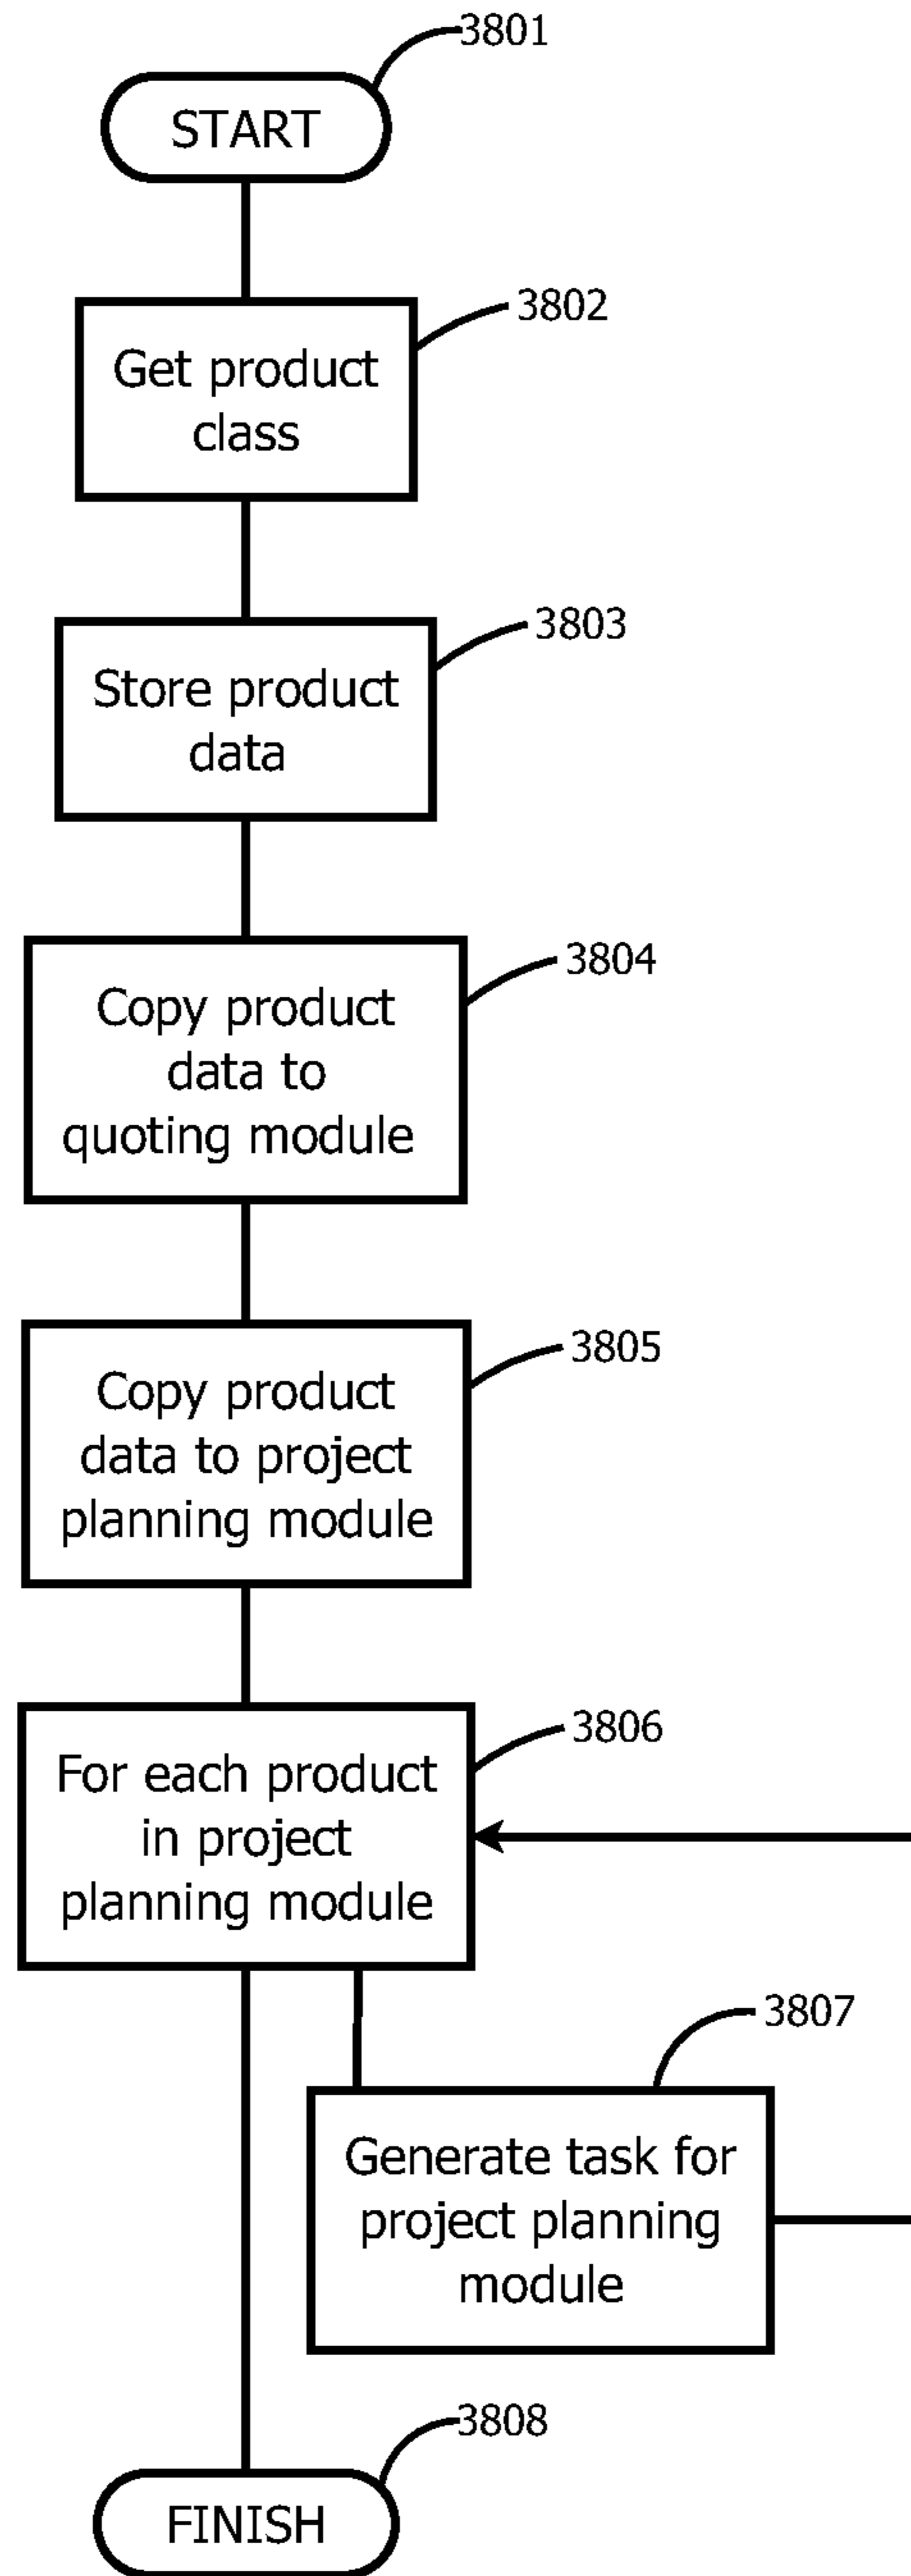 3801
START
3802
Get product
class
3803
Store product
data
3804
Copy product
data to
quoting module
3805
Copy product
data to project
planning module
3806
For each product
in project
planning module
3807
Generate task for
project planning
module
3808
FINISH